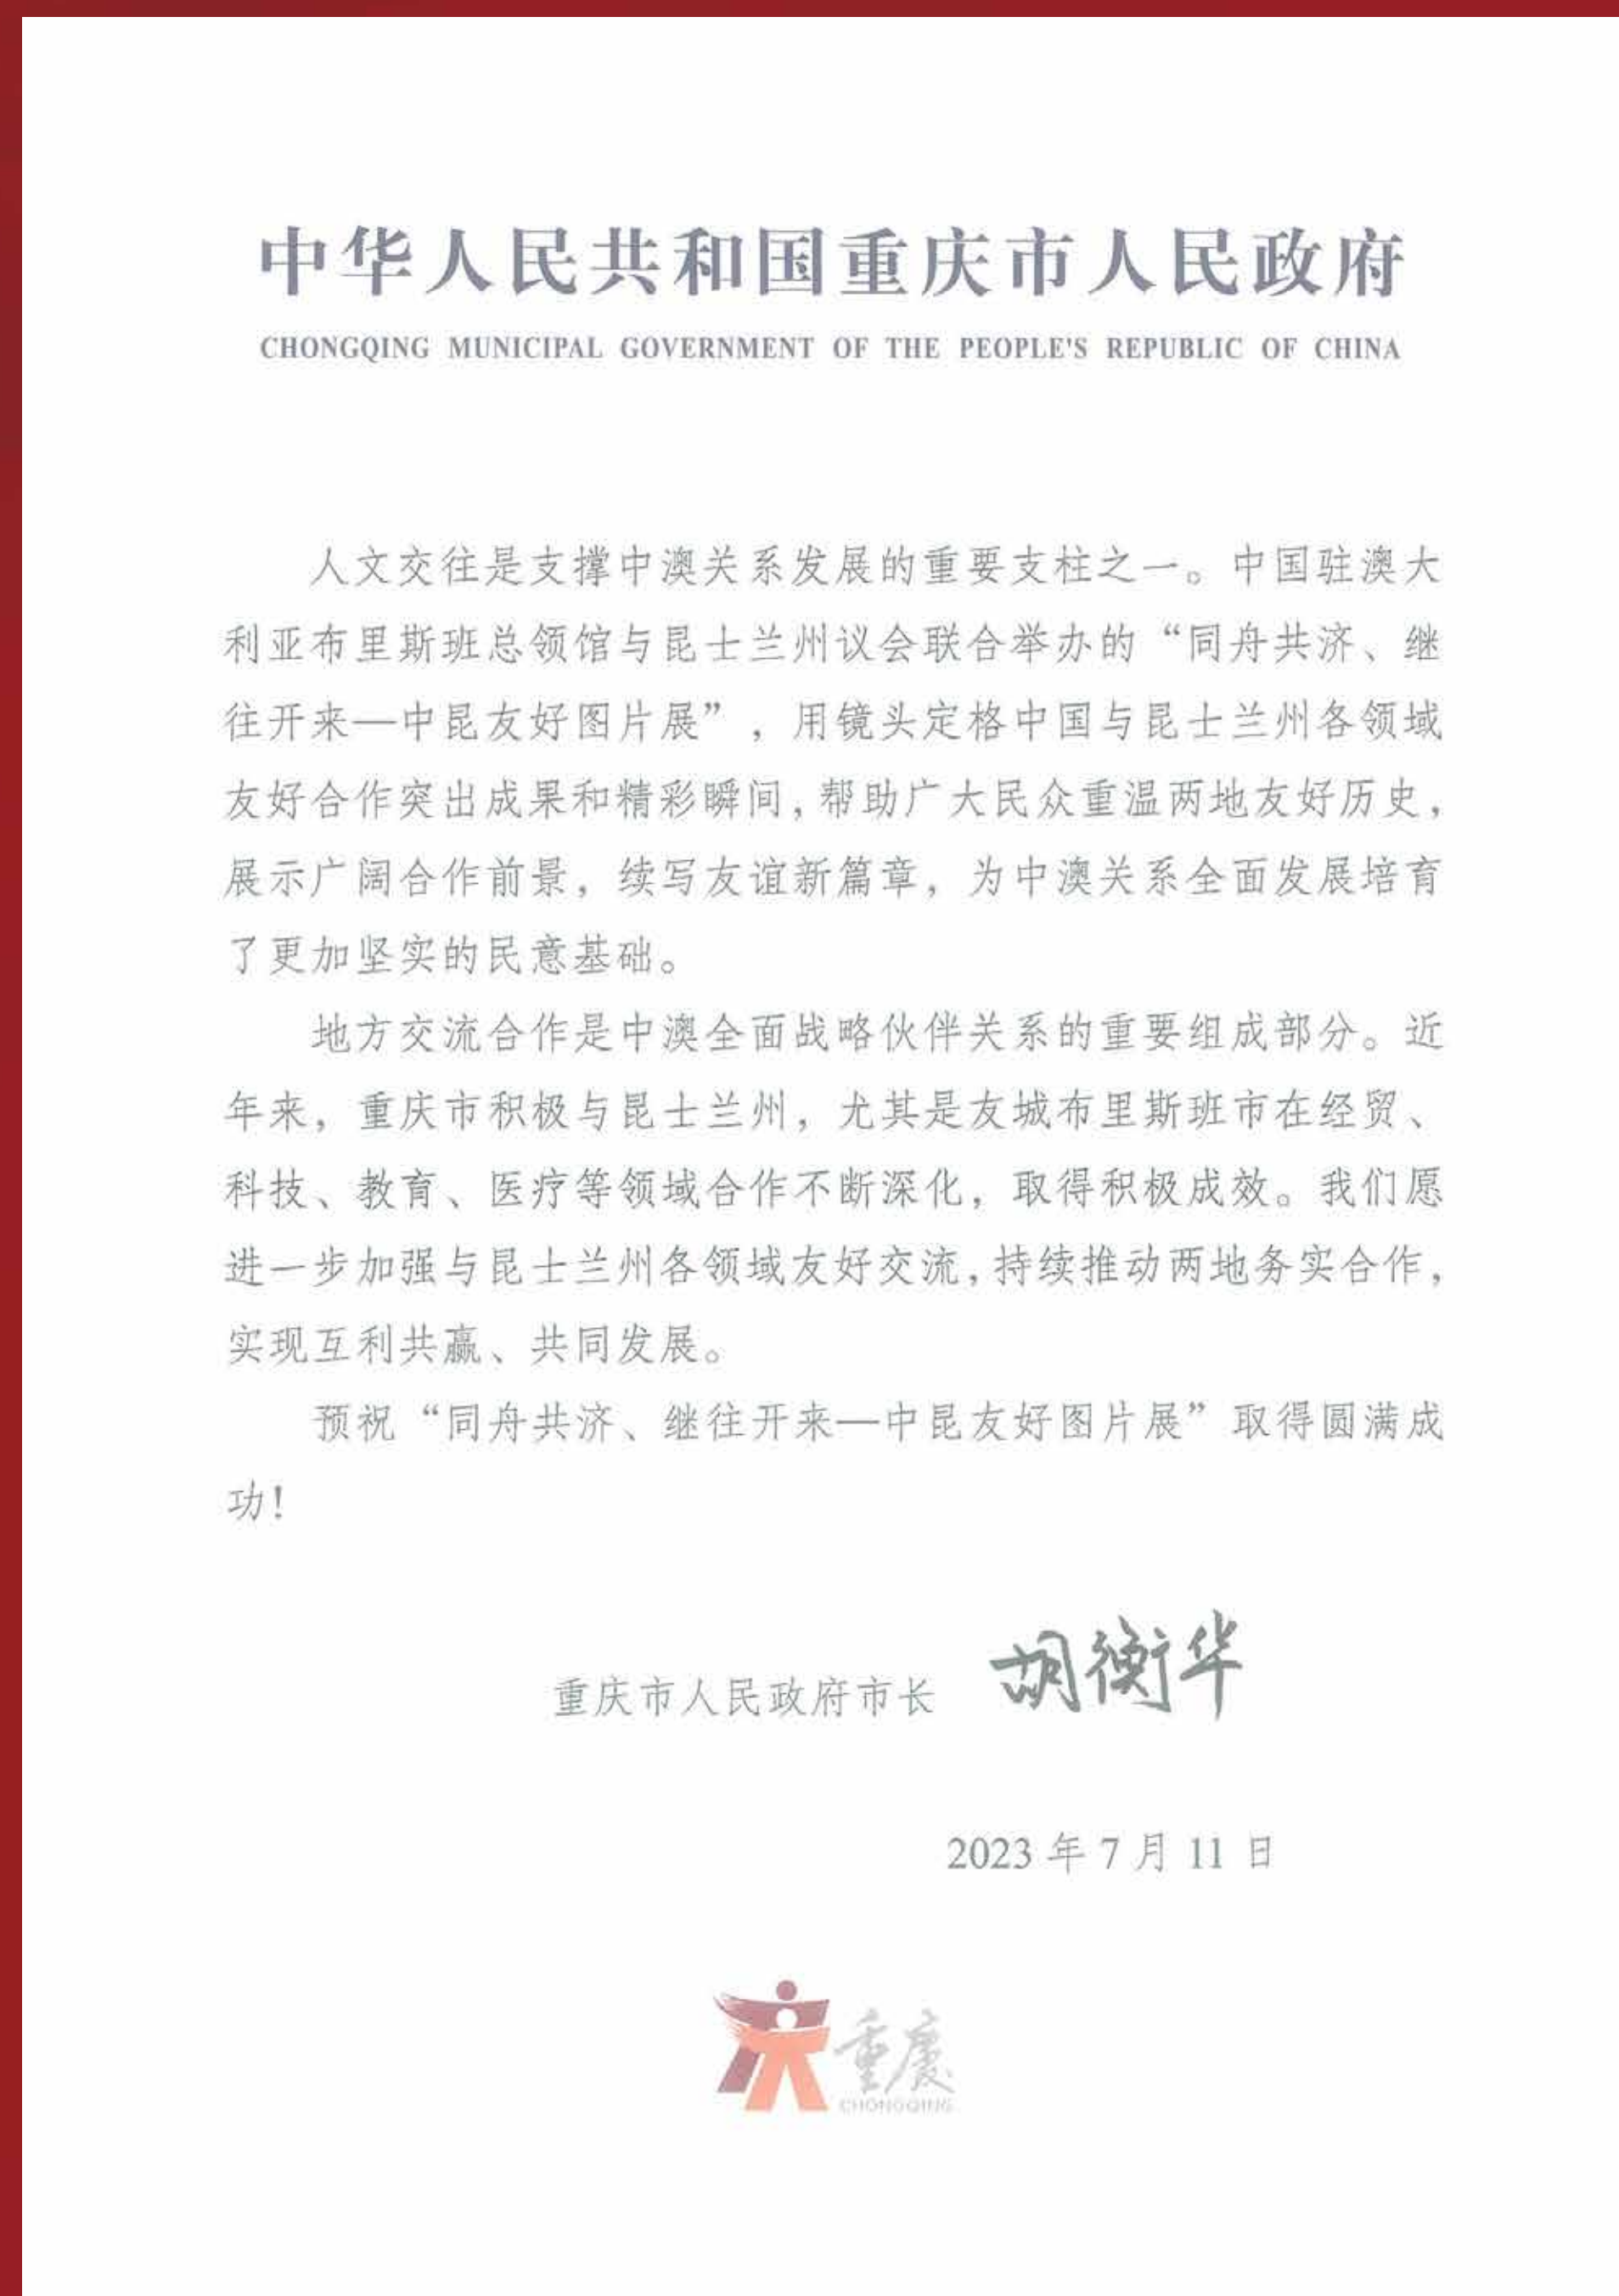 中华人民共和国重庆市人民政府
CHONGQING MUNICIPAL GOVERNMENT OF THE PEOPLE'S REPUBLIC OF CHINA
人文交往是支撑中澳关系发展的重要支柱之一。中国驻澳大
利亚布里斯班总领馆与昆士兰州议会联合举办的“同舟共济、继
往开来—中昆友好图片展”，用镜头定格中国与昆士兰州各领域
友好合作突出成果和精彩瞬间，帮助广大民众重温两地友好历史，
展示广阔合作前景，续写友谊新篇章，为中澳关系全面发展培育
了更加坚实的民意基础。
地方交流合作是中澳全面战略伙伴关系的重要组成部分。近
年来，重庆市积极与昆士兰州，尤其是友城布里斯班市在经贸、
科技、教育、医疗等领域合作不断深化，取得积极成效。我们愿
进一步加强与昆士兰州各领域友好交流，持续推动两地务实合作，
实现互利共赢、共同发展。
预祝“同舟共济、继往开来—中昆友好图片展”取得圆满成
功！
重庆市人民政府市长 胡衡华
2023 年 7 月 11 日
重慶
CHONGQING